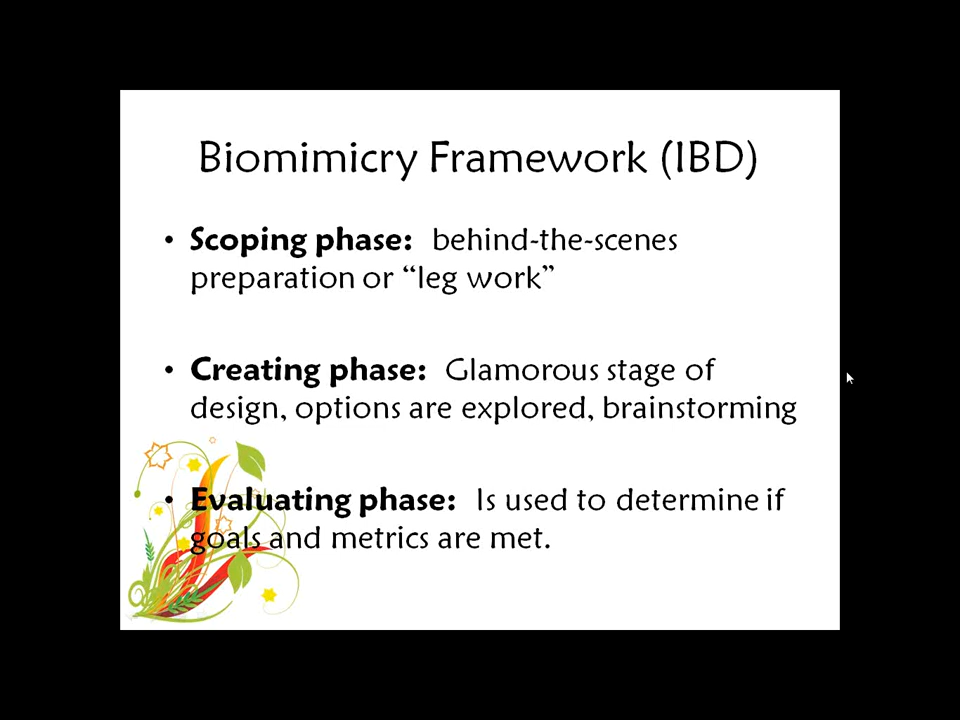 Biomimicry Framework (IBD)
• Scoping phase: behind-the-scenes
preparation or “leg work”
• Creating phase: Glamorous stage of
design, options are explored, brainstorming
• Evaluating phase: Is used to determine if
goals and metrics are met.